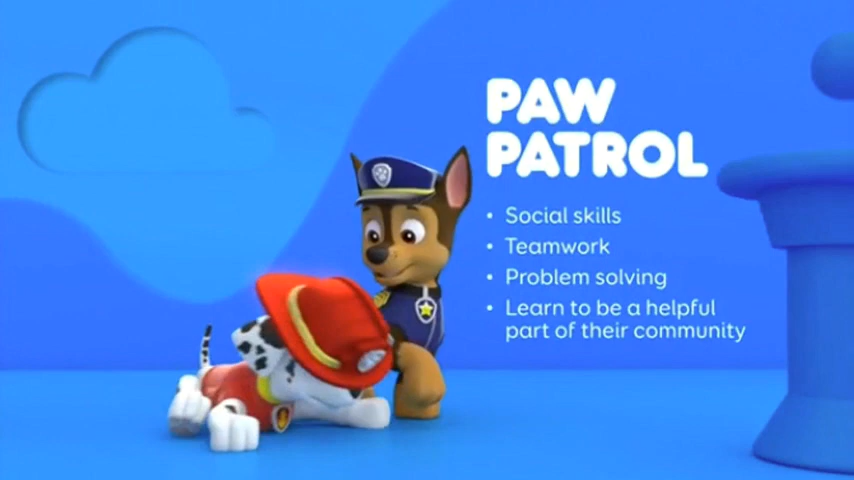 PAW
PATROL
• Social skills
• Teamwork
• Problem solving
• Learn to be a helpful
part of their community